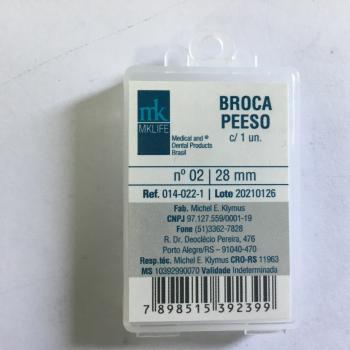 mk
MKLIFE
Medical and ®
Dental Products
Brasil
BROCA
PEESO
c/ 1 un.
nº 02 | 28 mm
Ref. 014-022-1 | Lote 20210126
Fab. Michel E. Klymus
CNPJ 97.127.559/0001-19
Fone (51)3362-7828
R. Dr. Deoclécio Pereira, 476
Porto Alegre/RS – 91040-470
Resp.téc. Michel E. Klymus CRO-RS 11963
MS 10392990070 Validade Indeterminada
7 898515 392399